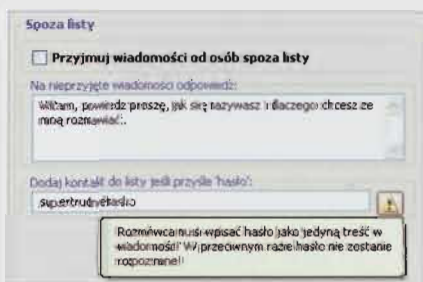 Spoza listy
Przyjmuj wiadomości od osób spoza listy
Na nieprzyjęte wiadomości odpowiedz:
Witam, powiedz proszę, jak się nazywasz i dlaczego chcesz ze
mną rozmawiać.
Dodaj kontakt do listy jeśli przyśle 'hasło':
supertrudnehasło
Rozmówca musi wpisać hasło jako jedyną treść w
wiadomości! W przeciwnym razie hasło nie zostanie
rozpoznane!